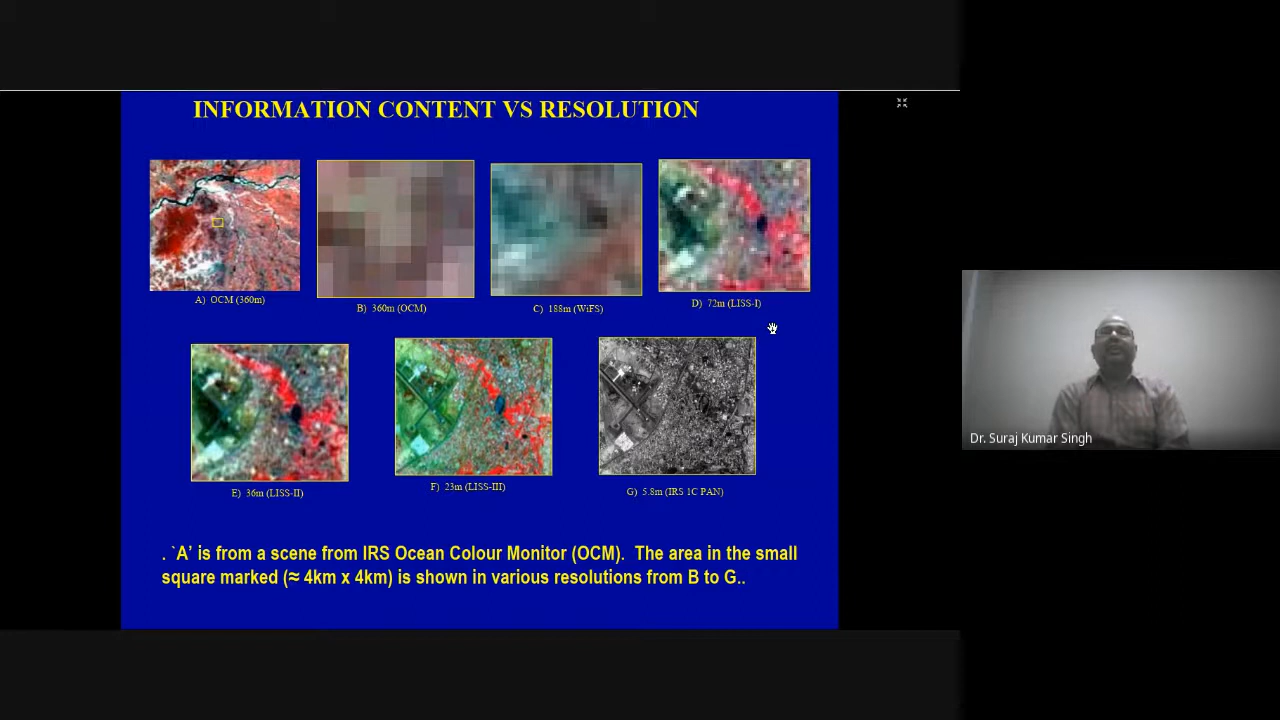 INFORMATION CONTENT VS RESOLUTION
A) OCM (360m)
B) 360m (OCM)
C) 188m (WiFS)
D) 72m (LISS-I)
E) 36m (LISS-II)
F) 23m (LISS-III)
G) 5.8m (IRS 1C PAN)
. `A' is from a scene from IRS Ocean Colour Monitor (OCM). The area in the small
square marked (≈ 4km x 4km) is shown in various resolutions from B to G..
Dr. Suraj Kumar Singh